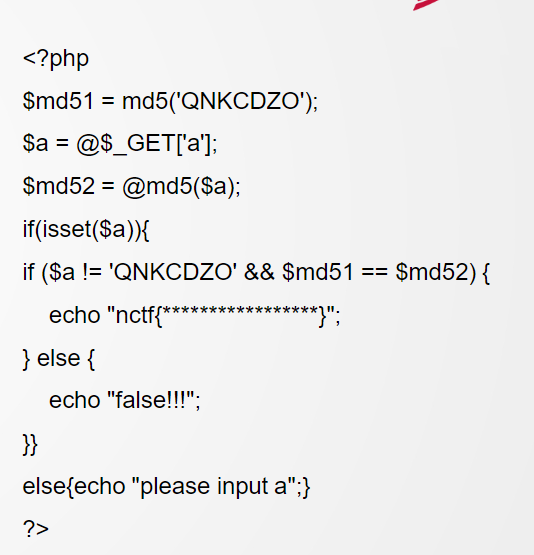 <?php
$md51 = md5('QNKCDZO');
$a = @$_GET['a'];
$md52 = @md5($a);
if(isset($a)){
if ($a != 'QNKCDZO' && $md51 == $md52) {
echo "nctf{*****************}";
} else {
echo "false!!!";
}}
else{echo "please input a";}
?>